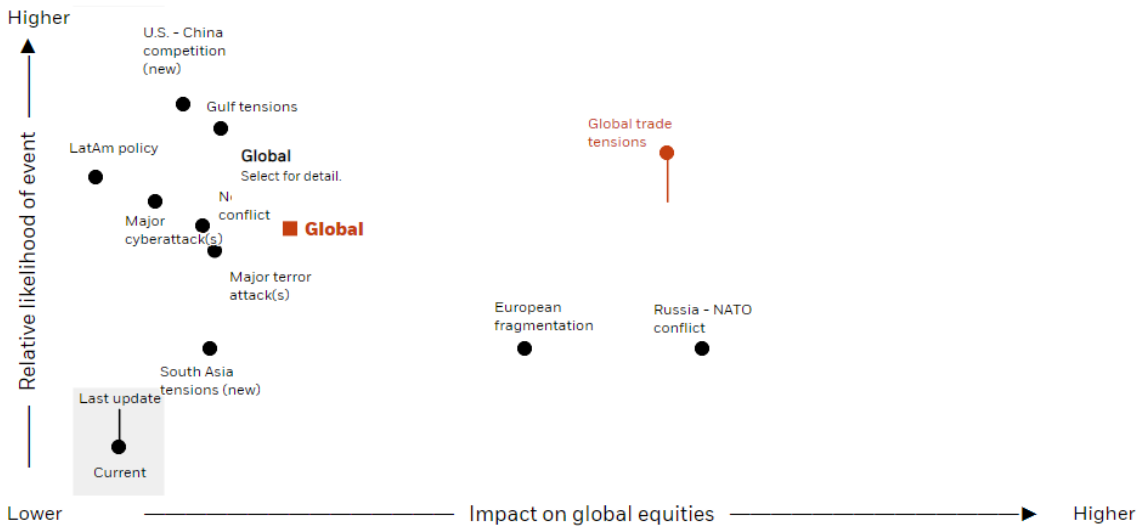 Higher
U.S. - China
competition
(new)
Gulf tensions
Global trade
tensions
LatAm policy
Global
Select for detail.
conflict
Major
cyberattack(s)
Global
Major terror
attack(s)
European
fragmentation
Russia - NATO
conflict
South Asia
tensions (new)
Last update
Current
Relative likelihood of event
Lower
Impact on global equities
Higher